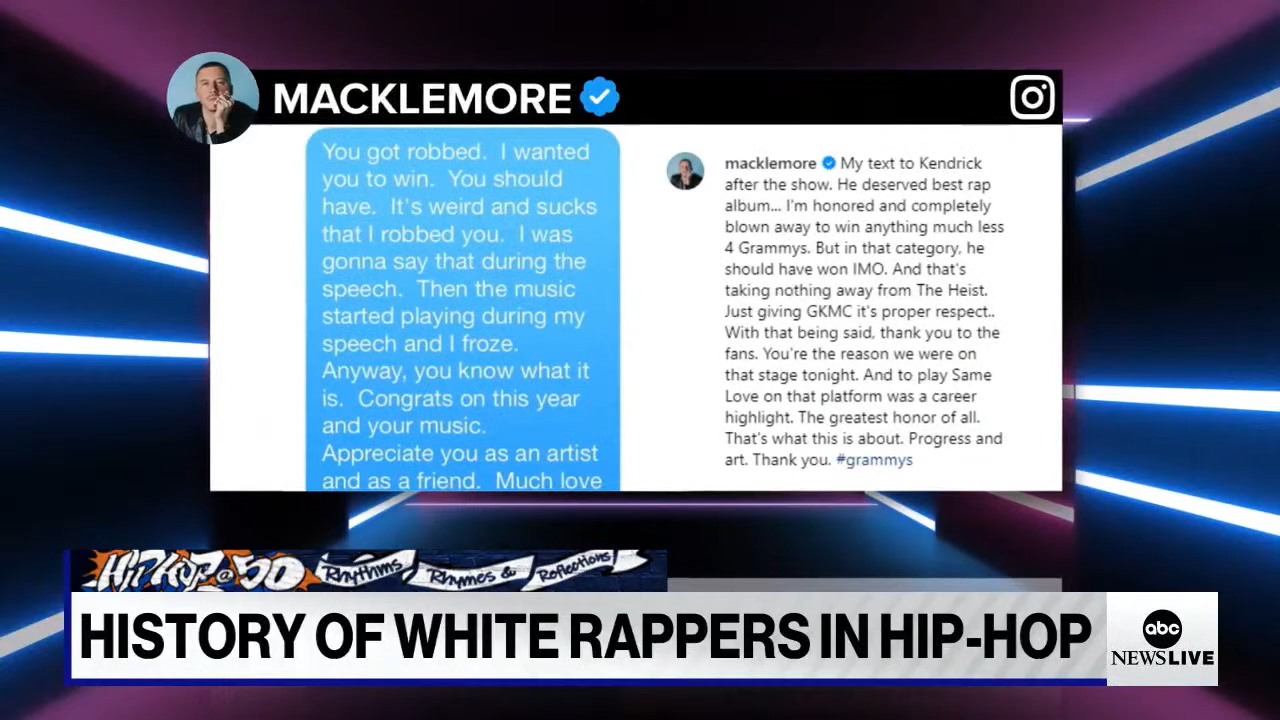 MACKLEMORE
You got robbed. I wanted
you to win. You should
have. It's weird and sucks
that I robbed you. I was
gonna say that during the
speech. Then the music
started playing during my
speech and I froze.
Anyway, you know what it
is. Congrats on this year
and your music.
Appreciate you as an artist
and as a friend. Much love
macklemore My text to Kendrick
after the show. He deserved best rap
album... I'm honored and completely
blown away to win anything much less
4 Grammys. But in that category, he
should have won IMO. And that's
taking nothing away from The Heist.
Just giving GKMC it's proper respect..
With that being said, thank you to the
fans. You're the reason we were on
that stage tonight. And to play Same
Love on that platform was a career
highlight. The greatest honor of all.
That's what this is about. Progress and
art. Thank you. #grammys
HIP HOP @ 50 Rhythms Rhymes & Reflections
HISTORY OF WHITE RAPPERS IN HIP-HOP
abc
NEWS LIVE